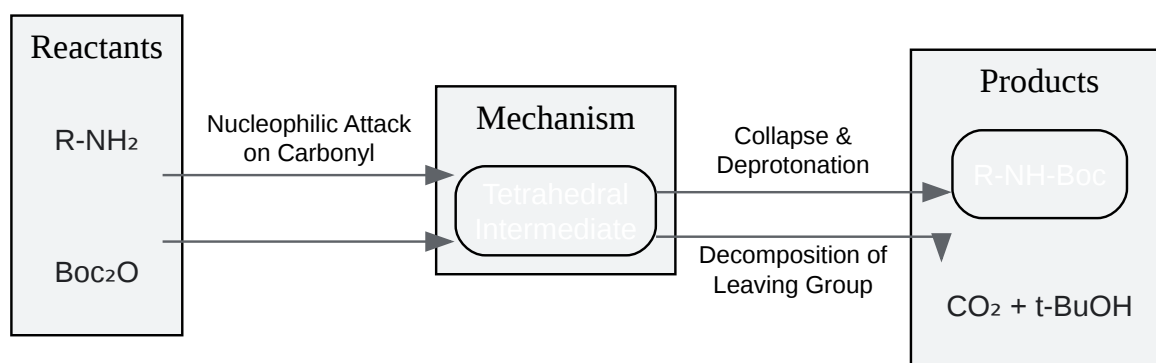 Reactants
R-NH₂
Boc₂O
Nucleophilic Attack
on Carbonyl
Mechanism
Tetrahedral
Intermediate
Collapse &
Deprotonation
Decomposition of
Leaving Group
Products
R-NH-Boc
CO₂ + t-BuOH